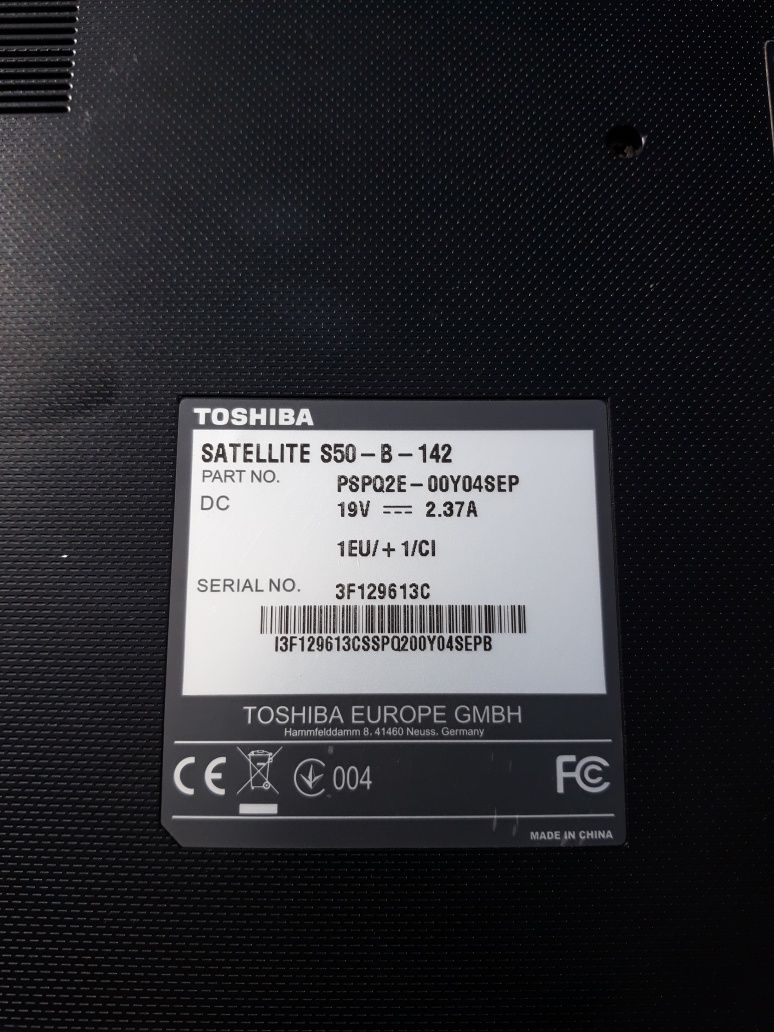 TOSHIBA
SATELLITE S50-B-142
PART NO. PSPQ2E-00Y04SEP
DC 19V 2.37A
1EU/+1/CI
SERIAL NO. 3F129613C
I3F129613CSSPQ200Y04SEPB
TOSHIBA EUROPE GMBH
Hammfelddamm 8. 41460 Neuss. Germany
CE 004 FC
MADE IN CHINA